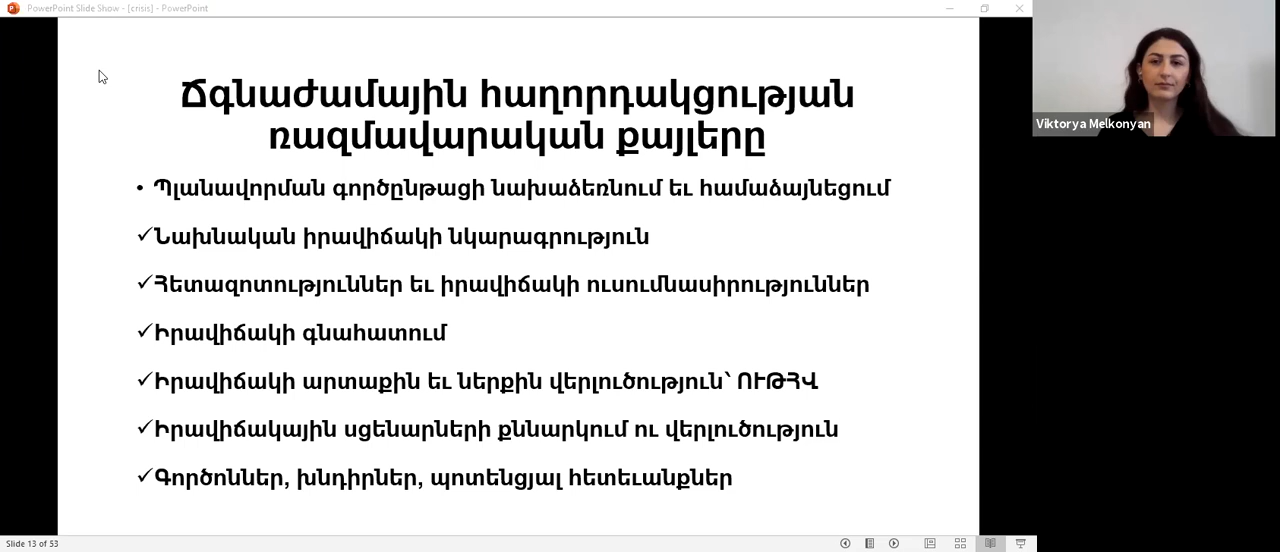 PowerPoint Slide Show - [crisis] - PowerPoint
Ճգնաժամային հաղորդակցության
ռազմավարական քայլերը
• Պլանավորման գործընթացի նախաձեռնում եւ համաձայնեցում
✓Նախնական իրավիճակի նկարագրություն
✓Հետազոտություններ եւ իրավիճակի ուսումնասիրություններ
✓Իրավիճակի գնահատում
✓Իրավիճակի արտաքին եւ ներքին վերլուծություն՝ ՈՒԹՀՎ
✓Իրավիճակային սցենարների քննարկում ու վերլուծություն
✓Գործոններ, խնդիրներ, պոտենցյալ հետեւանքներ
Viktorya Melkonyan
Slide 13 of 53